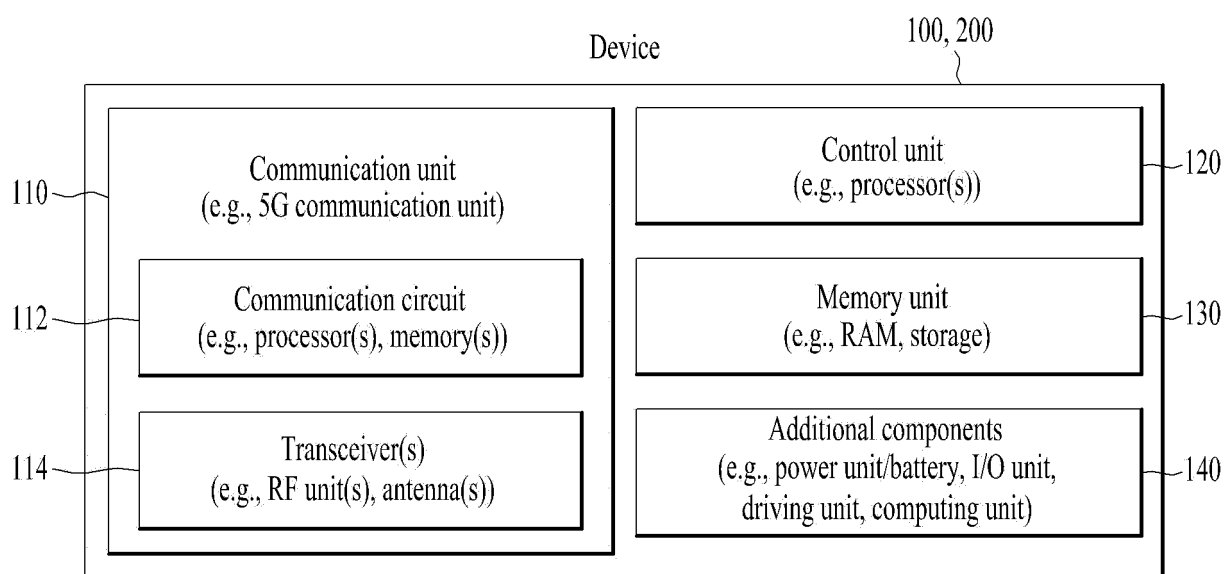 Device
100, 200
110
Communication unit
(e.g., 5G communication unit)
112
Communication circuit
(e.g., processor(s), memory(s))
114
Transceiver(s)
(e.g., RF unit(s), antenna(s))
Control unit
(e.g., processor(s))
120
Memory unit
(e.g., RAM, storage)
130
Additional components
(e.g., power unit/battery, I/O unit,
driving unit, computing unit)
140